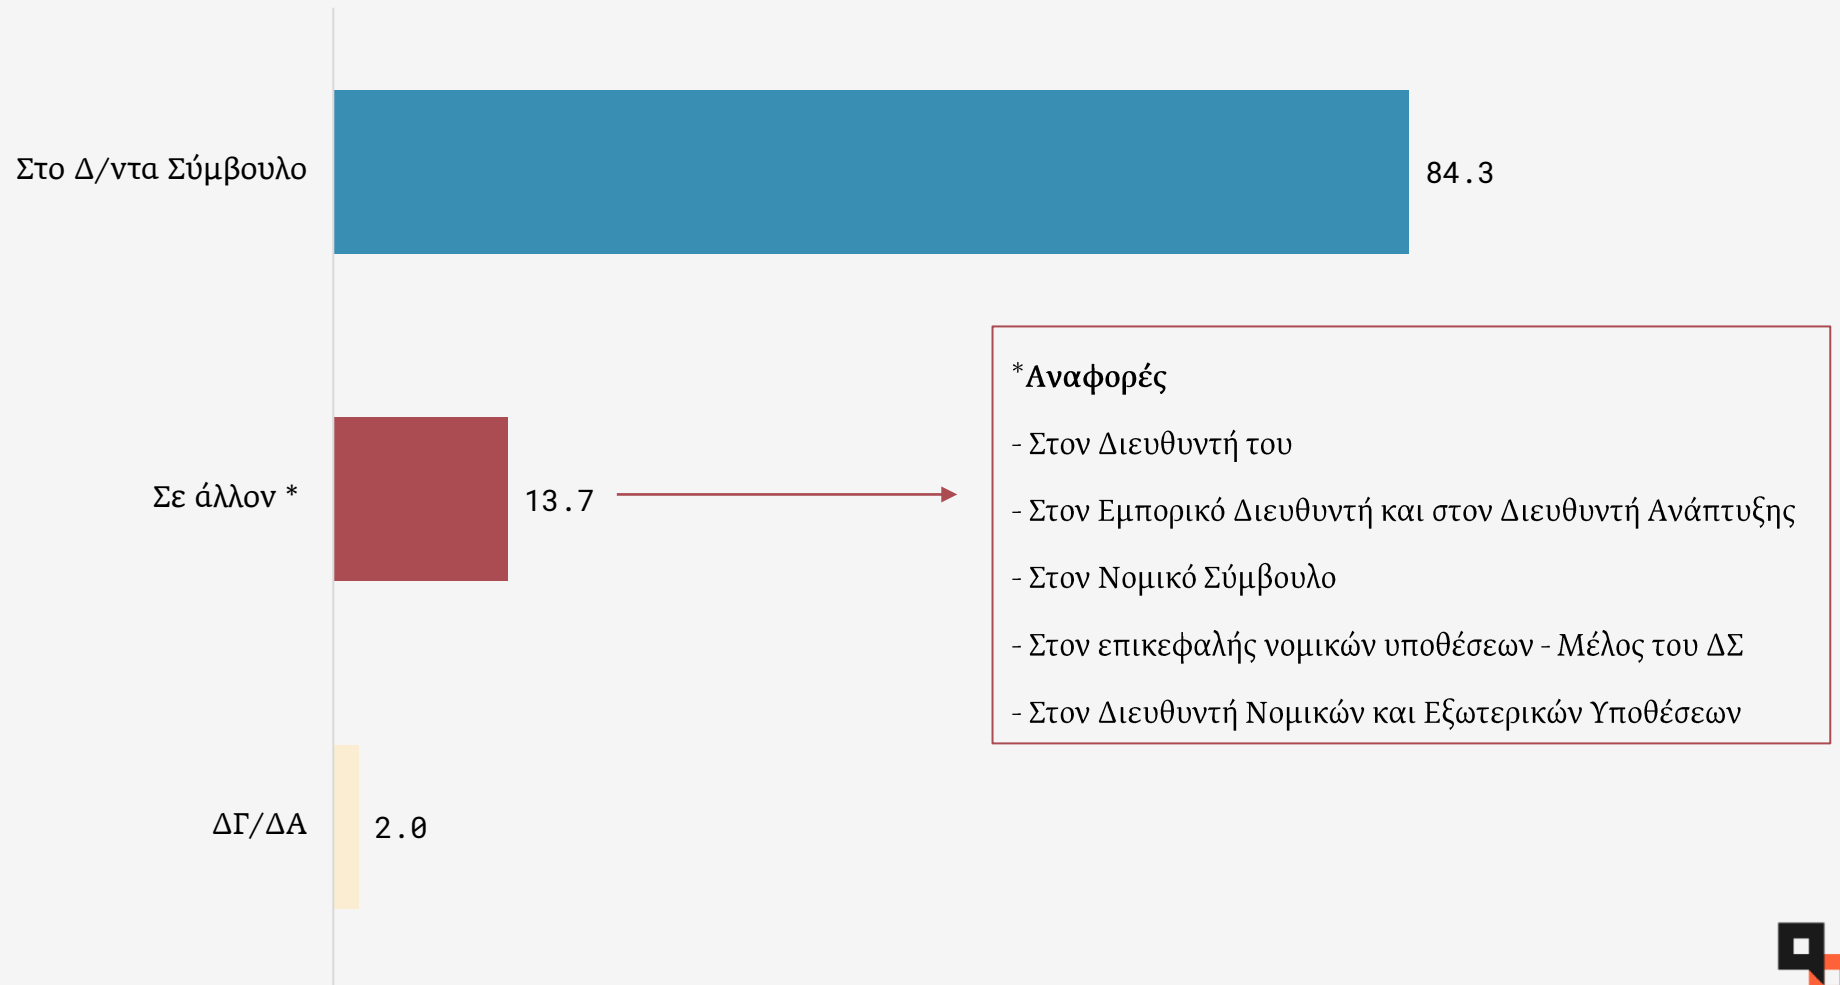 Στο Δ/ντα Σύμβουλο
84.3
Σε άλλον *
13.7
*Αναφορές
- Στον Διευθυντή του
- Στον Εμπορικό Διευθυντή και στον Διευθυντή Ανάπτυξης
- Στον Νομικό Σύμβουλο
- Στον επικεφαλής νομικών υποθέσεων - Μέλος του ΔΣ
- Στον Διευθυντή Νομικών και Εξωτερικών Υποθέσεων
ΔΓ/ΔΑ
2.0